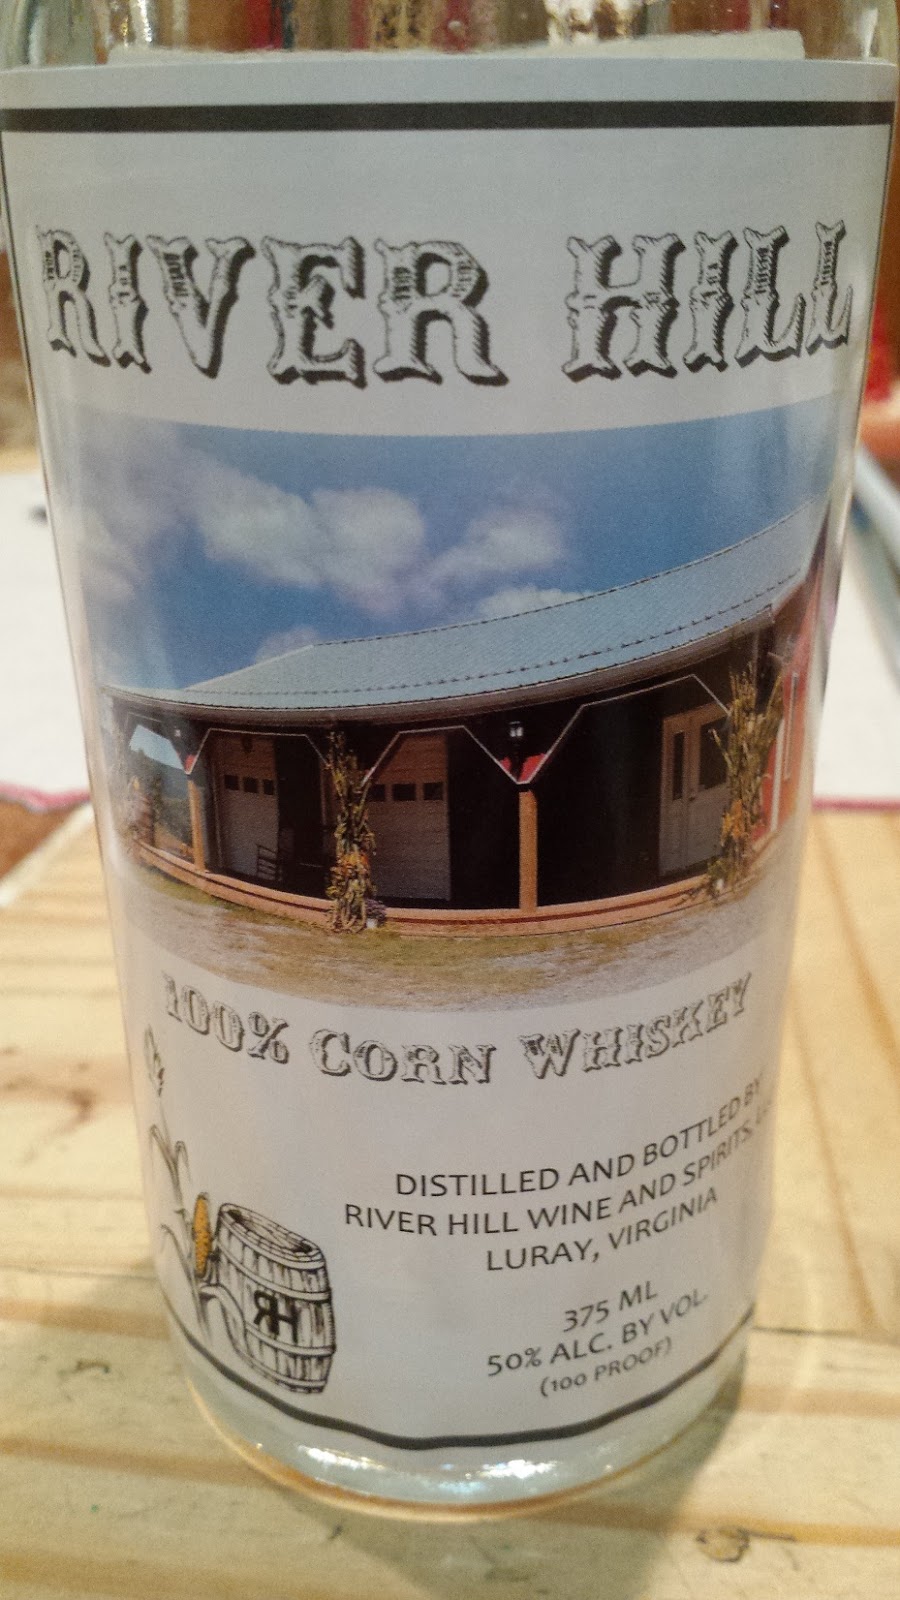 RIVER HILL
100% CORN WHISKEY
DISTILLED AND BOTTLED BY
RIVER HILL WINE AND SPIRITS,
LURAY, VIRGINIA
375 ML
50% ALC. BY VOL.
(100 PROOF)
RH